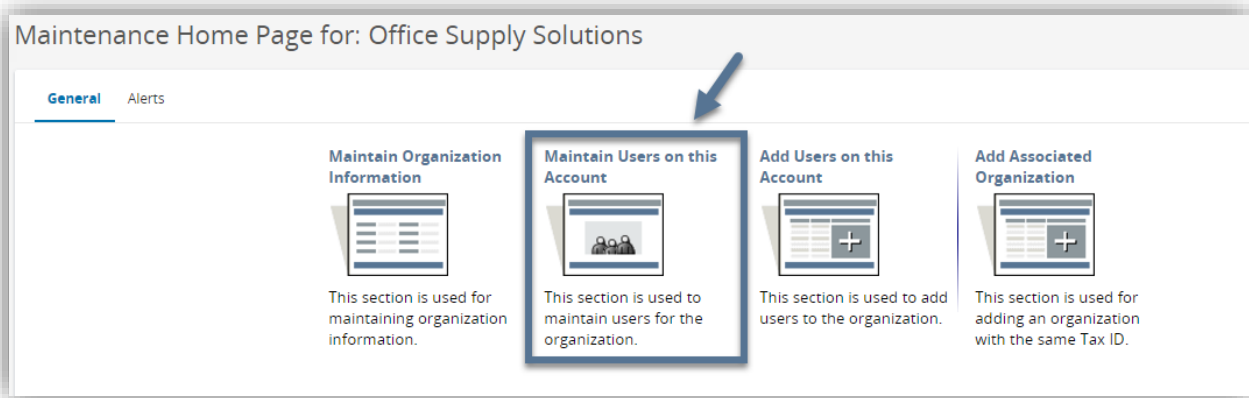 Maintenance Home Page for: Office Supply Solutions
General
Alerts
Maintain Organization
Information
This section is used for
maintaining organization
information.
Maintain Users on this
Account
This section is used to
maintain users for the
organization.
Add Users on this
Account
This section is used to add
users to the organization.
Add Associated
Organization
This section is used for
adding an organization
with the same Tax ID.